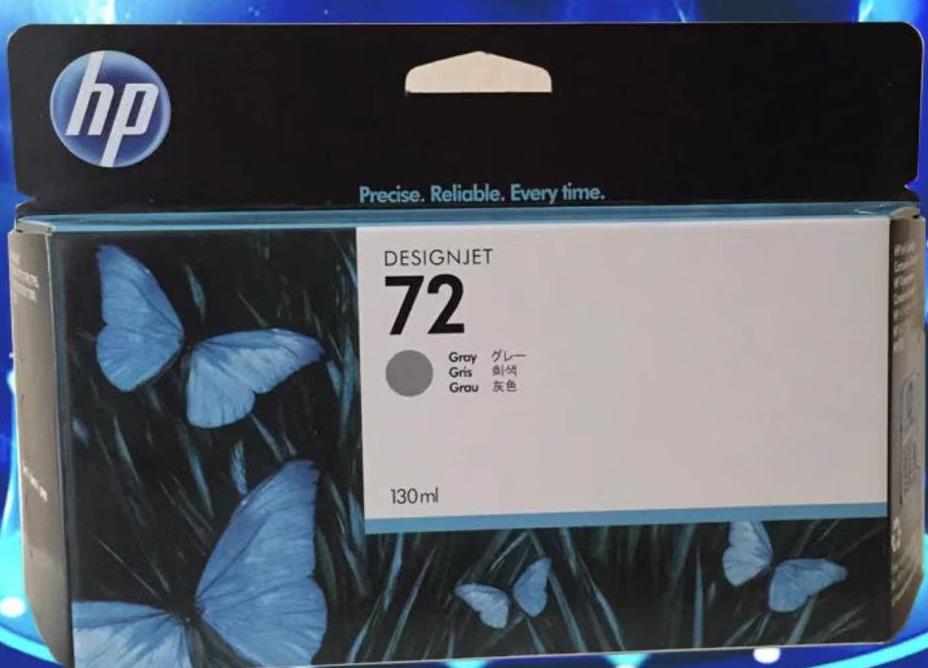 hp
Precise. Reliable. Every time.
DESIGNJET
72
Gray グレー
Gris 회색
Grau 灰色
130ml